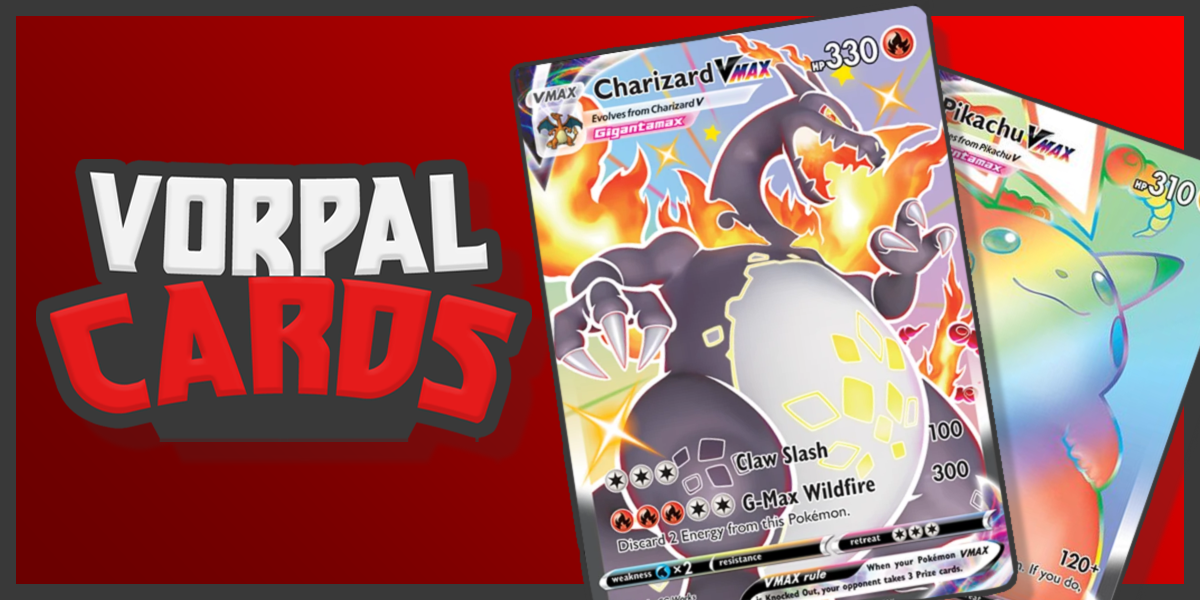 VORPAL
CARDS
VMAX
Charizard VMAX
HP 330
Evolves from Charizard V
Gigantamax
Claw Slash 100
G-Max Wildfire 300
Discard 2 Energy from this Pokémon.
weakness ×2 resistance retreat
VMAX rule When your Pokémon VMAX
is Knocked Out, your opponent takes 3 Prize cards.
Pikachu VMAX
HP 310
es from Pikachu V
ntamax
120+
If you do,